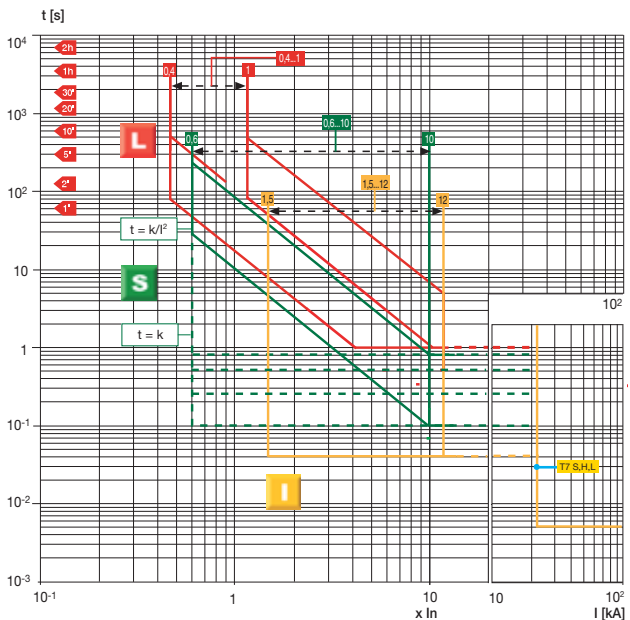 t [s]
10⁴
2h
1h
30'
20'
10³
10'
5'
10²
2'
1'
10
1
10⁻¹
10⁻²
10⁻³
0,4
1
0,4...1
L
0,6
0,6...10
10
1,5
1,5...12
12
t = k/I²
S
t = k
I
10²
T7 S,H,L
10⁻¹
1
10
10
10²
x In
I [kA]